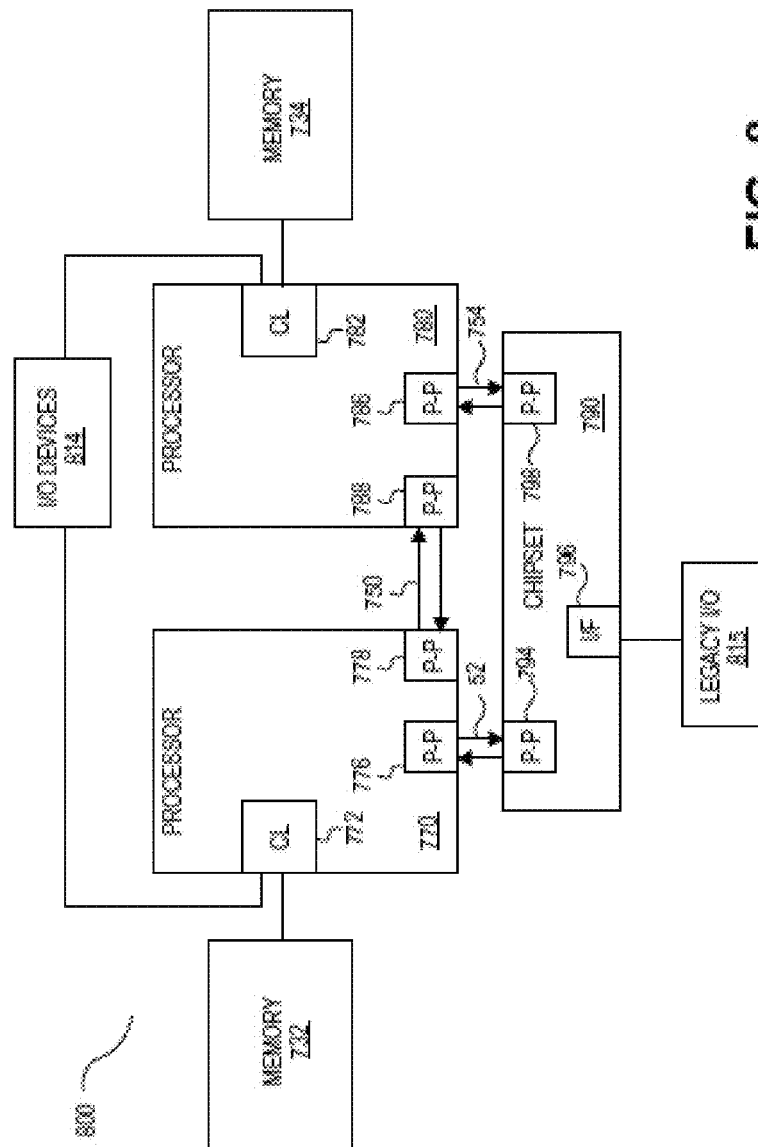 800
I/O DEVICES
814
MEMORY
732
PROCESSOR
CL
772
770
776
P-P
778
P-P
750
PROCESSOR
CL
782
780
788
P-P
786
P-P
MEMORY
734
52
754
P-P
794
CHIPSET
I/F
796
P-P
798
790
LEGACY I/O
815
FIG.